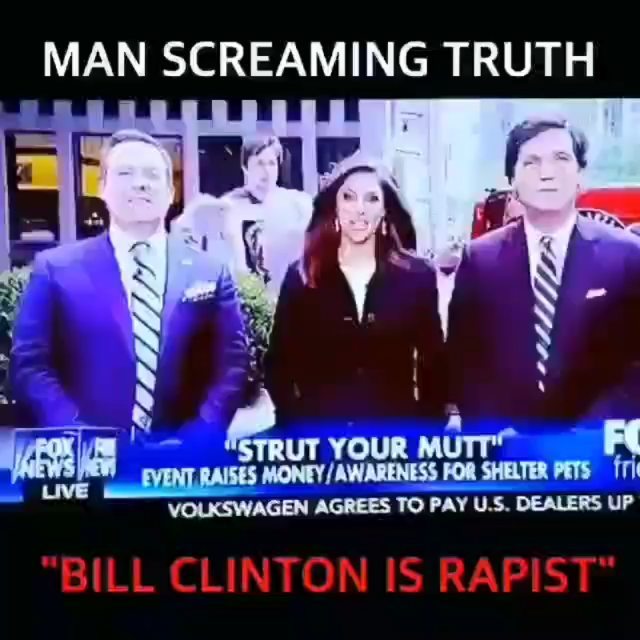 MAN SCREAMING TRUTH
FOX
NEWS
LIVE
"STRUT YOUR MUTT"
EVENT RAISES MONEY/AWARENESS FOR SHELTER PETS
VOLKSWAGEN AGREES TO PAY U.S. DEALERS UP
"BILL CLINTON IS RAPIST"